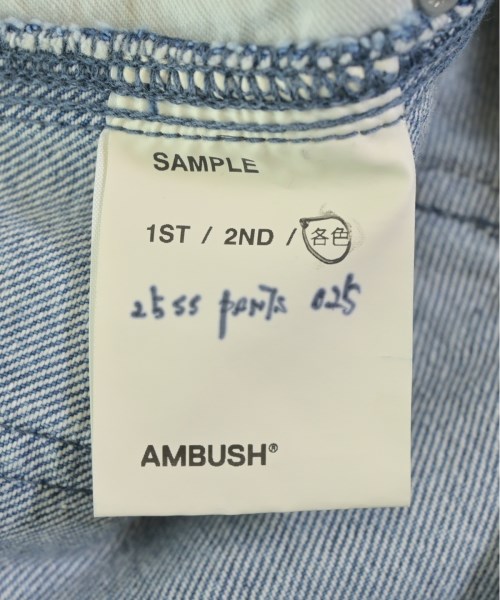 SAMPLE
1ST / 2ND / 各色
25ss pants 025
AMBUSH®